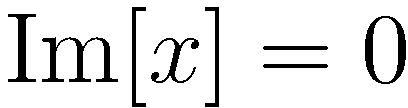 Im[x] = 0